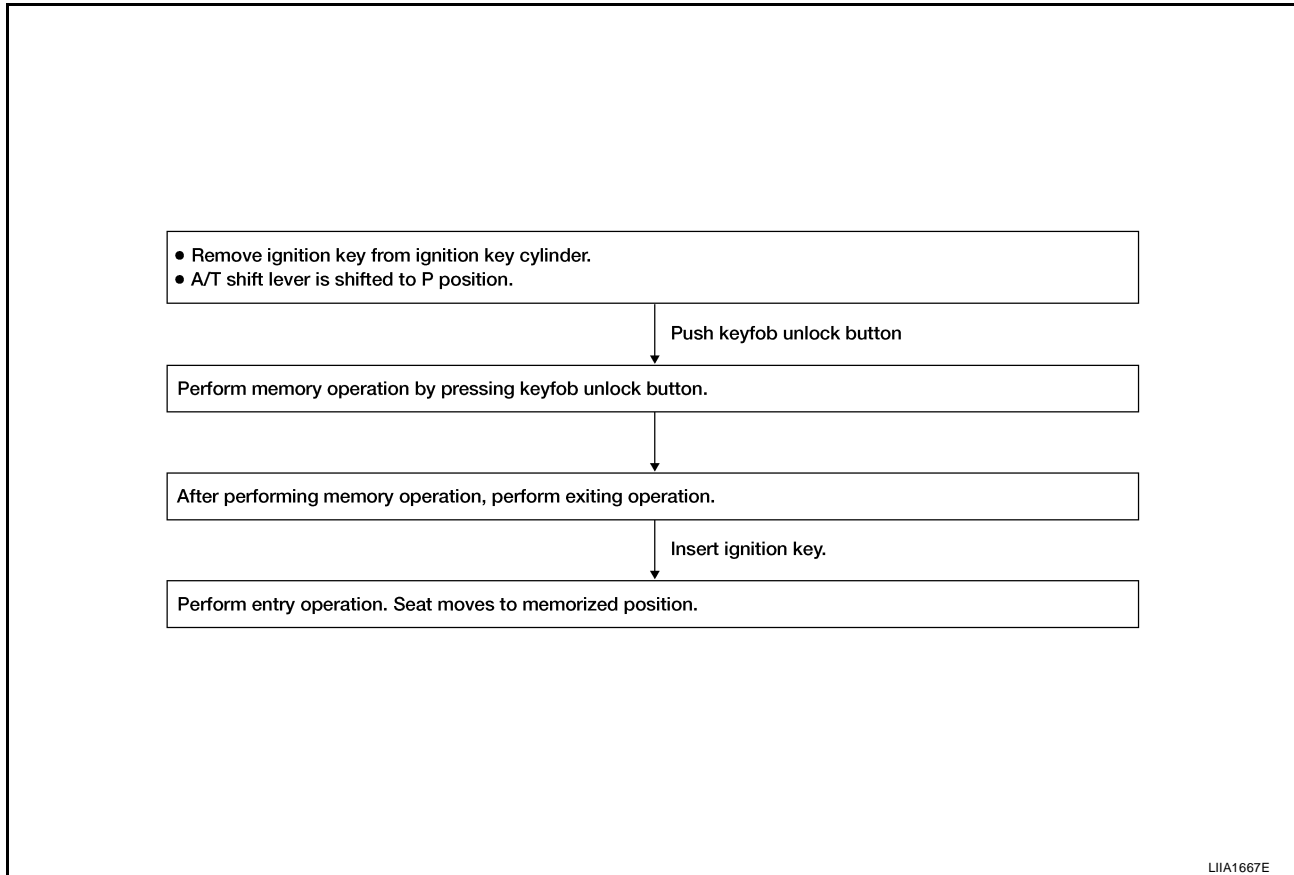 ● Remove ignition key from ignition key cylinder.
● A/T shift lever is shifted to P position.
Push keyfob unlock button
Perform memory operation by pressing keyfob unlock button.
After performing memory operation, perform exiting operation.
Insert ignition key.
Perform entry operation. Seat moves to memorized position.
LIIA1667E